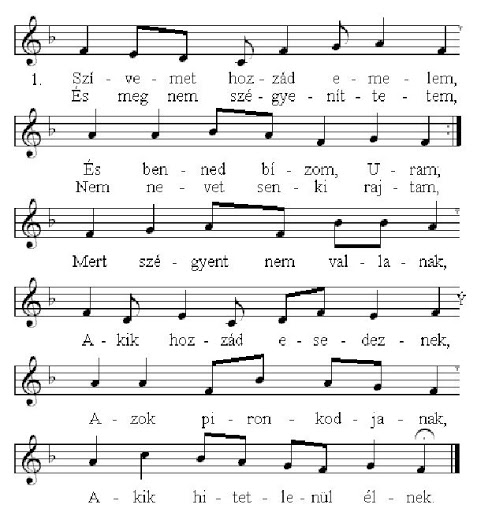 1. Szí - ve - met hoz - zád e - me - lem,
És meg nem szé - gye - nít - te - tem,
És ben - ned bí - zom, U - ram;
Nem ne - vet sen - ki raj - tam,
Mert szé - gyent nem val - la - nak,
A - kik hoz - zád e - se - dez - nek,
A - zok pi - ron - kod - ja - nak,
A - kik hi - tet - le - nül él - nek.